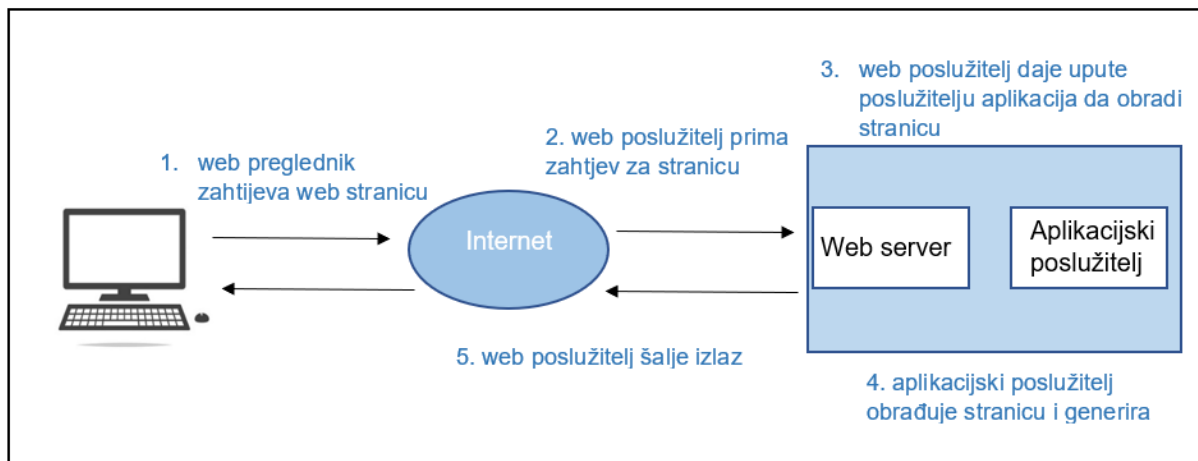 3. web poslužitelj daje upute
poslužitelju aplikacija da obradi
stranicu
2. web poslužitelj prima
zahtjev za stranicu
1. web preglednik
zahtijeva web stranicu
Internet
Web server
Aplikacijski
poslužitelj
5. web poslužitelj šalje izlaz
4. aplikacijski poslužitelj
obrađuje stranicu i generira